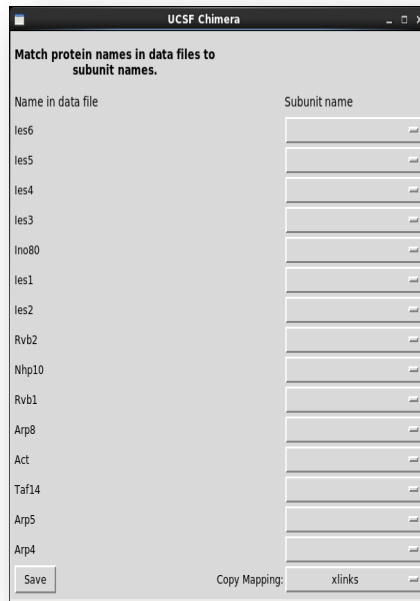 UCSF Chimera
Match protein names in data files to
subunit names.
Name in data file Subunit name
Ies6
Ies5
Ies4
Ies3
Ino80
Ies1
Ies2
Rvb2
Nhp10
Rvb1
Arp8
Act
Taf14
Arp5
Arp4
Save Copy Mapping: xlinks